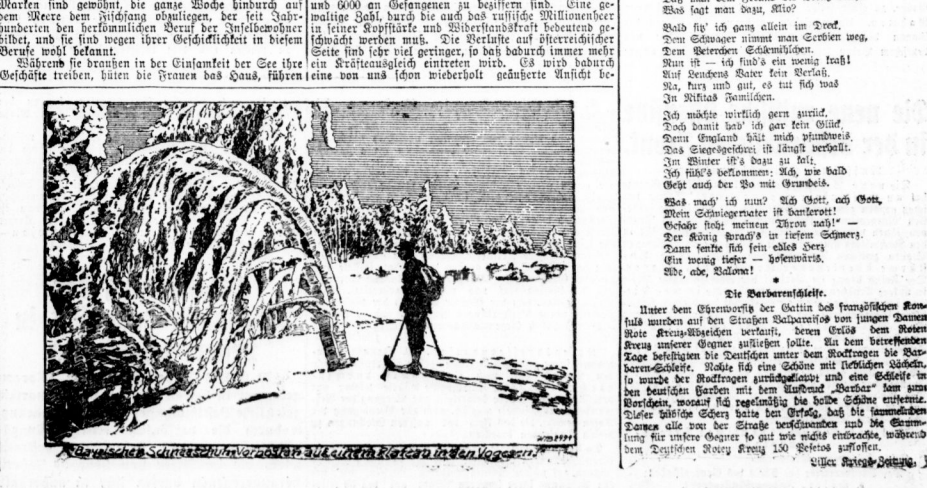 Marken sind gewöhnt, die ganze Woche hindurch auf
dem Meere dem Fischfang obzuliegen, der seit Jahr-
hunderten den herkömmlichen Beruf der Inselbewohner
bildet, und sie sind wegen ihrer Geschicklichkeit in diesem
Berufe wohl bekannt.
Während sie draußen in der Einsamkeit der See ihre
Geschäfte treiben, hüten die Frauen das Haus, führen
und 6000 an Gefangenen zu beziffern sind. Eine ge-
waltige Zahl, durch die auch das russische Millionenheer
in seiner Kopfstärke und Widerstandskraft bedeutend ge-
schwächt werden muß. Die Verluste auf österreichischer
Seite sind sehr viel geringer, so daß dadurch immer mehr
ein Kräfteausgleich eintreten wird. Es wird dadurch
eine von uns schon wiederholt geäußerte Ansicht be-
Bayerischer Schneeschuh-Vorposten auf einem Plateau in den Vogesen.
Was sagt man dazu, Klio?
Bald sitz' ich ganz allein im Dreck.
Dem Schwager nimmt man Serbien weg,
Dem Peterchen Schlemihlchen.
Nun ist — ich find's ein wenig kraß!
Auf Lenchens Vater kein Verlaß.
Na, kurz und gut, es tut sich was
In Nikitas Familchen.
Ich möchte wirklich gern zurück,
Doch damit hab' ich gar kein Glück,
Denn England hält mich pfundweis.
Das Siegesgeschrei ist längst verhallt.
Im Winter ist's dazu zu kalt.
Ich fühl's beklommen: Ach, wie bald
Geht auch der Po mit Grundeis.
Was mach' ich nun? Ach Gott, ach Gott,
Mein Schwiegervater ist bankerott!
Gefahr steht meinem Thron nah!" —
Der König sprach's in tiefem Schmerz.
Dann senkte sich sein edles Herz
Ein wenig tiefer — hosenwärts.
Ade, ade, Valona!
*
Die Barbarenschleife.
Unter dem Ehrenvorsitz der Gattin des französischen Kon-
suls wurden auf den Straßen Valparaisos von jungen Damen
Rote Kreuz-Abzeichen verkauft, deren Erlös dem Roten
Kreuz unserer Gegner zufließen sollte. An dem betreffenden
Tage befestigten die Deutschen unter dem Rockkragen die Bar-
baren-Schleife. Nahte sich eine Schöne mit lieblichen Lächeln,
so wurde der Rockkragen zurückgeklappt und eine Schleife in
den deutschen Farben mit dem Aufdruck „Barbar" kam zum
Vorschein, worauf sich regelmäßig die holde Schöne entfernte.
Dieser hübsche Scherz hatte den Erfolg, daß die sammelnden
Damen alle von der Straße verschwanden und die Samm-
lung für unsere Gegner so gut wie nichts einbrachte, während
dem Deutschen Roten Kreuz 150 Pesetos zuflossen.
Liller Kriegs-Zeitung.